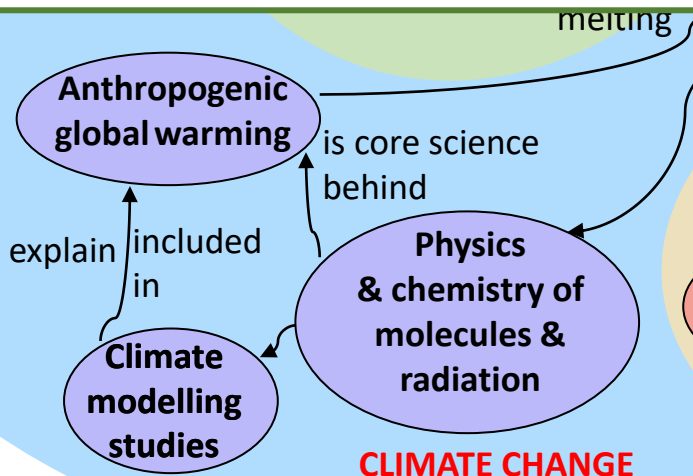 melting
Anthropogenic
global warming
is core science
behind
explain
included
in
Physics
& chemistry of
molecules &
radiation
Climate
modelling
studies
CLIMATE CHANGE